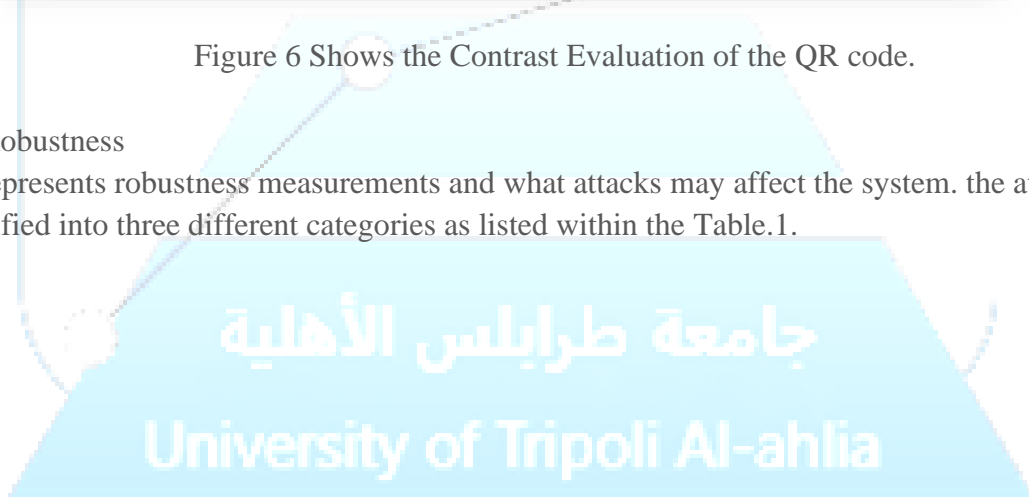 Figure 6 Shows the Contrast Evaluation of the QR code.
obustness
epresents robustness measurements and what attacks may affect the system. the a
fied into three different categories as listed within the Table.1.
جامعة طرابلس الأهلية
University of Tripoli Al-ahlia